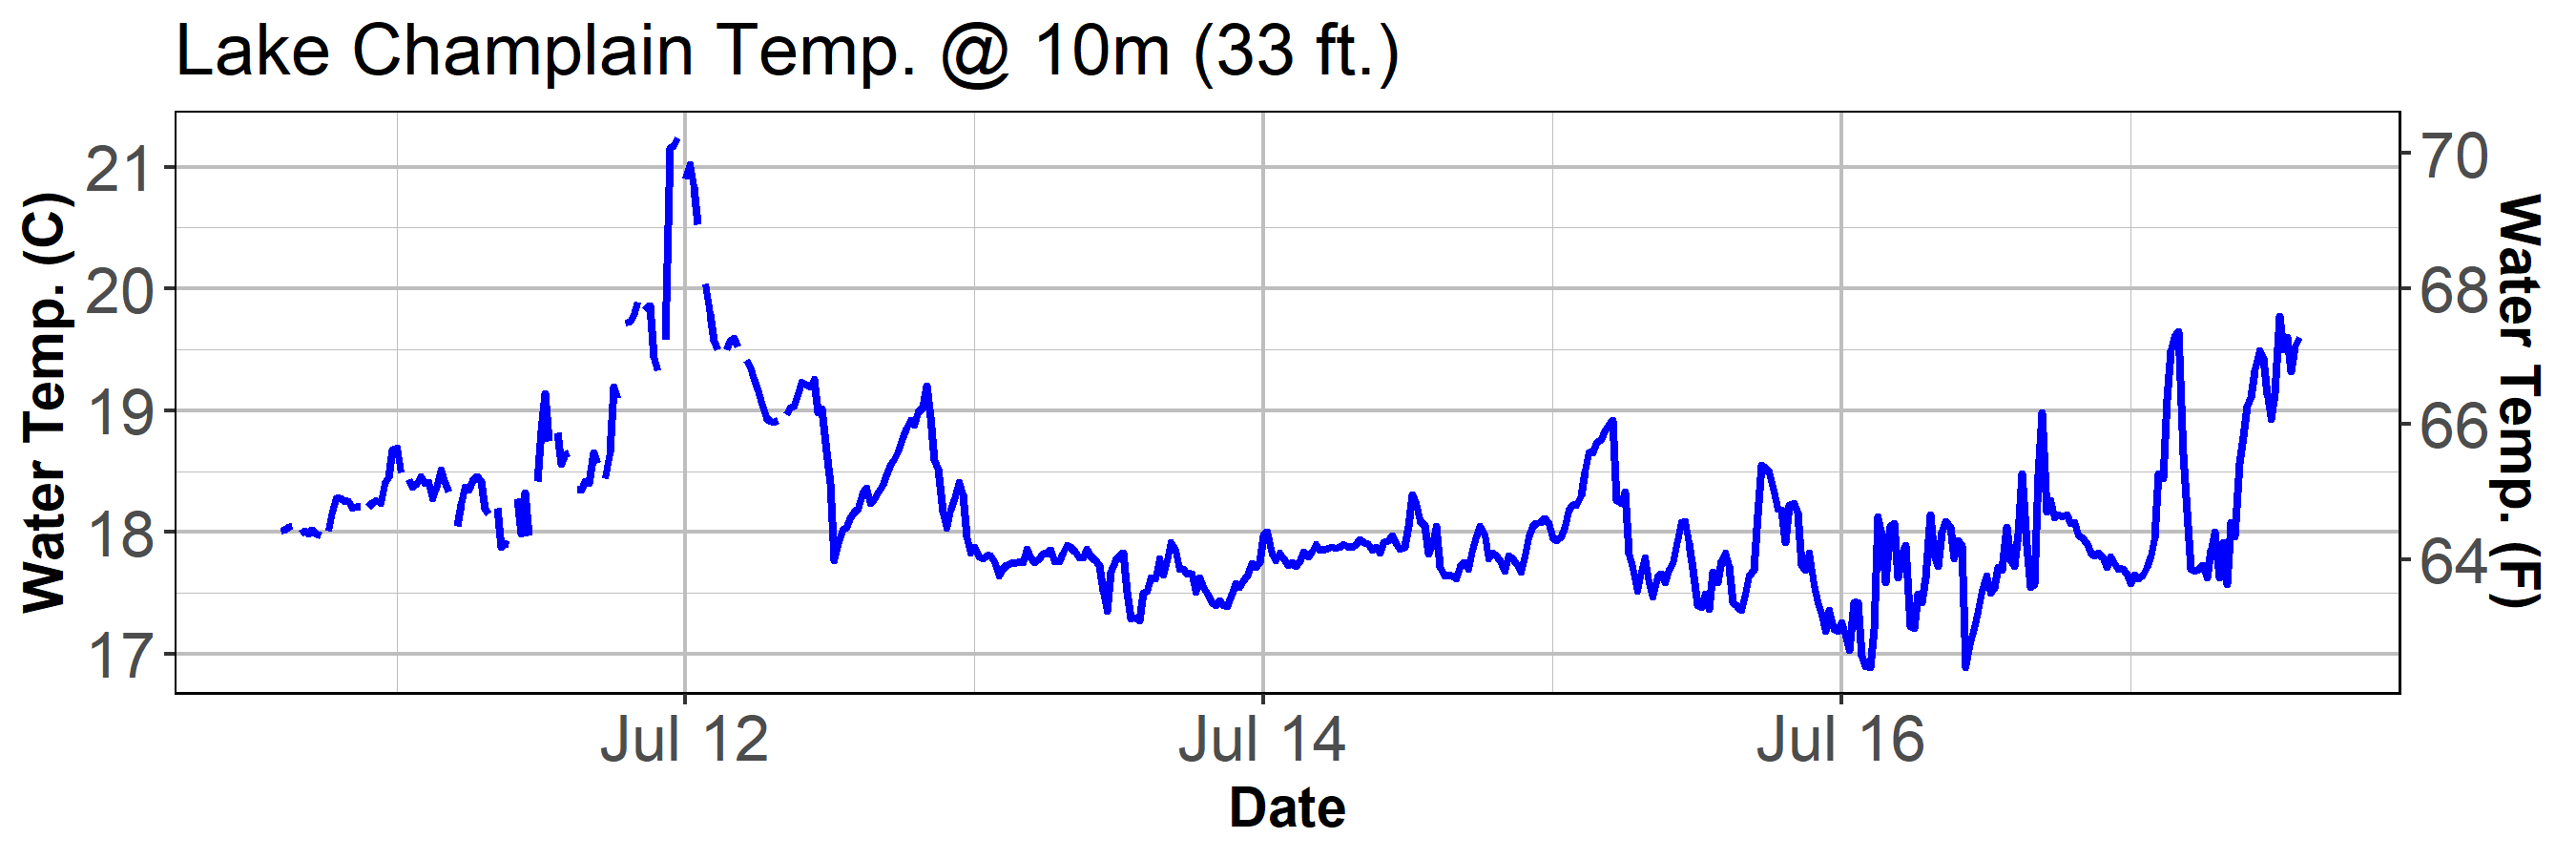 Lake Champlain Temp. @ 10m (33 ft.)
Water Temp. (C)
21
20
19
18
17
70
68
66
64
Water Temp. (F)
Jul 12
Jul 14
Jul 16
Date